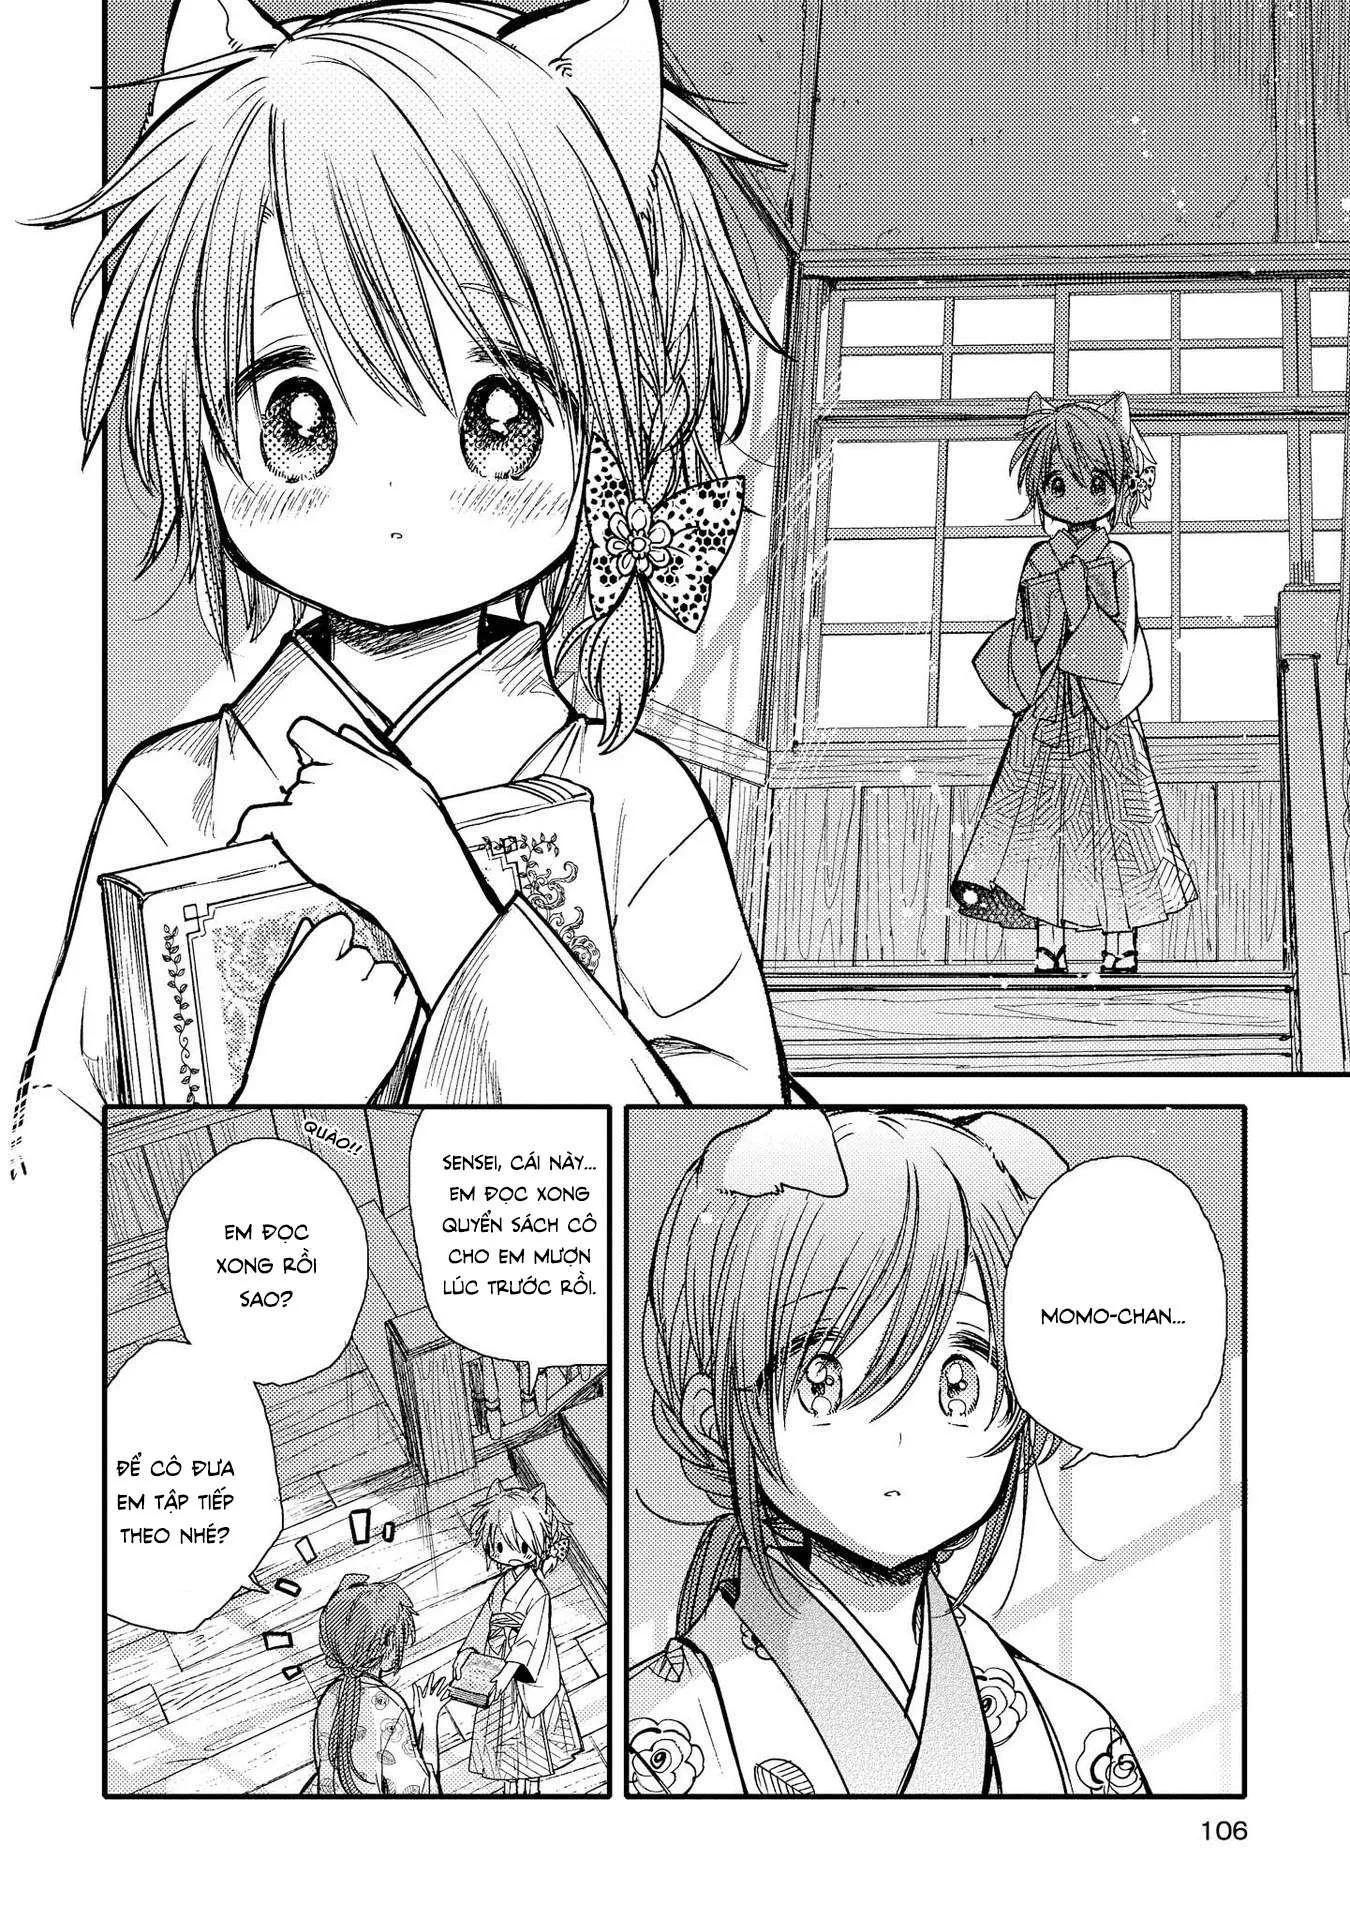 MOMO-CHAN...
SENSEI, CÁI NÀY...
EM ĐỌC XONG
QUYỂN SÁCH CÔ
CHO EM MƯỢN
LÚC TRƯỚC RỒI.
QUAO!!
EM ĐỌC
XONG RỒI
SAO?
ĐỂ CÔ ĐƯA
EM TẬP TIẾP
THEO NHÉ?
106